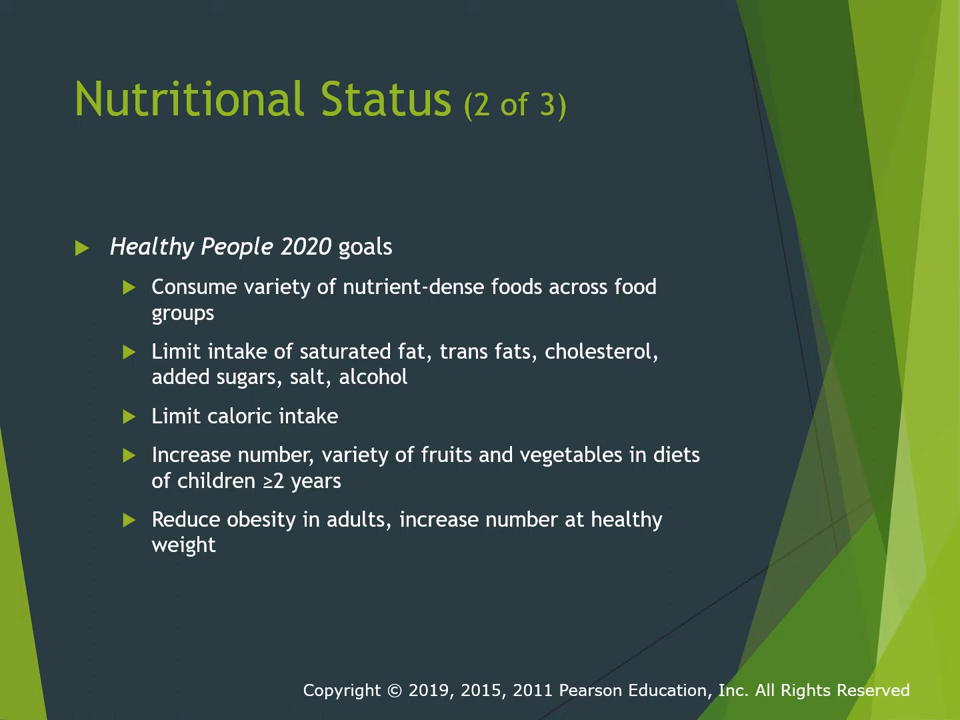 Nutritional Status (2 of 3)
Healthy People 2020 goals
Consume variety of nutrient-dense foods across food
groups
Limit intake of saturated fat, trans fats, cholesterol,
added sugars, salt, alcohol
Limit caloric intake
Increase number, variety of fruits and vegetables in diets
of children ≥2 years
Reduce obesity in adults, increase number at healthy
weight
Copyright © 2019, 2015, 2011 Pearson Education, Inc. All Rights Reserved